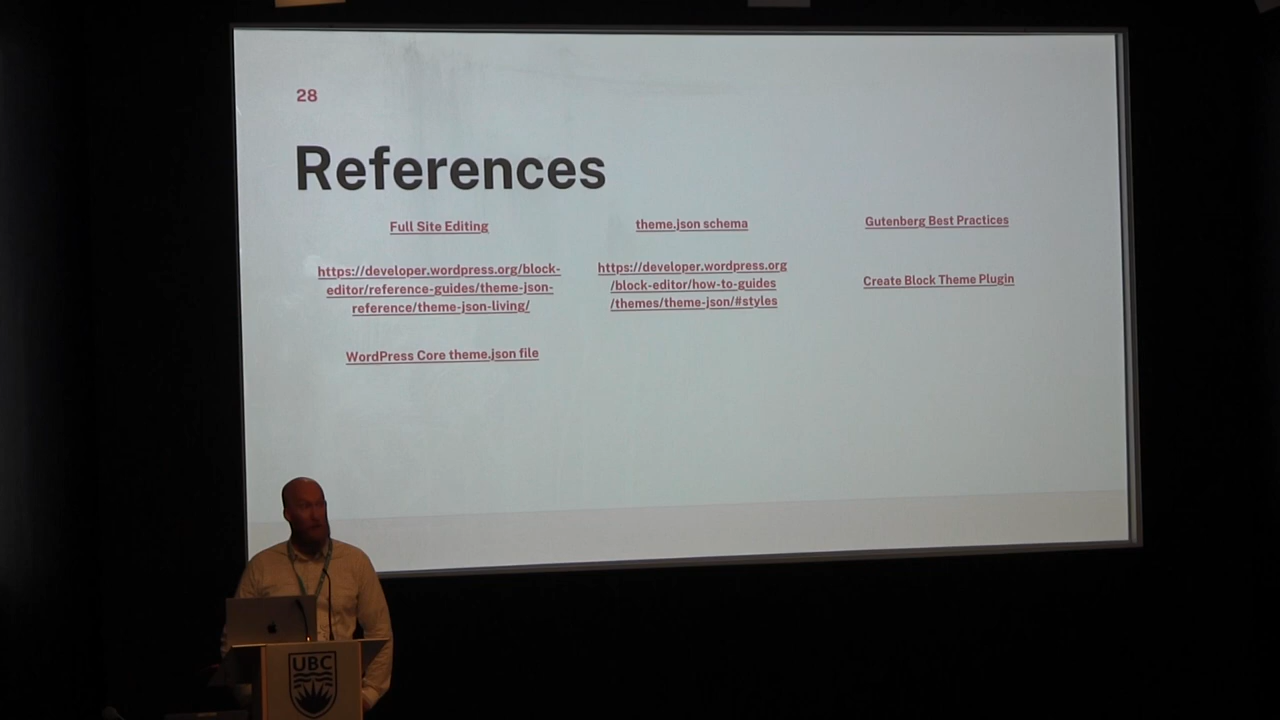 28
References
Full Site Editing
https://developer.wordpress.org/block-
editor/reference-guides/theme-json-
reference/theme-json-living/
WordPress Core theme.json file
theme.json schema
https://developer.wordpress.org
/block-editor/how-to-guides
/themes/theme-json/#styles
Gutenberg Best Practices
Create Block Theme Plugin
UBC